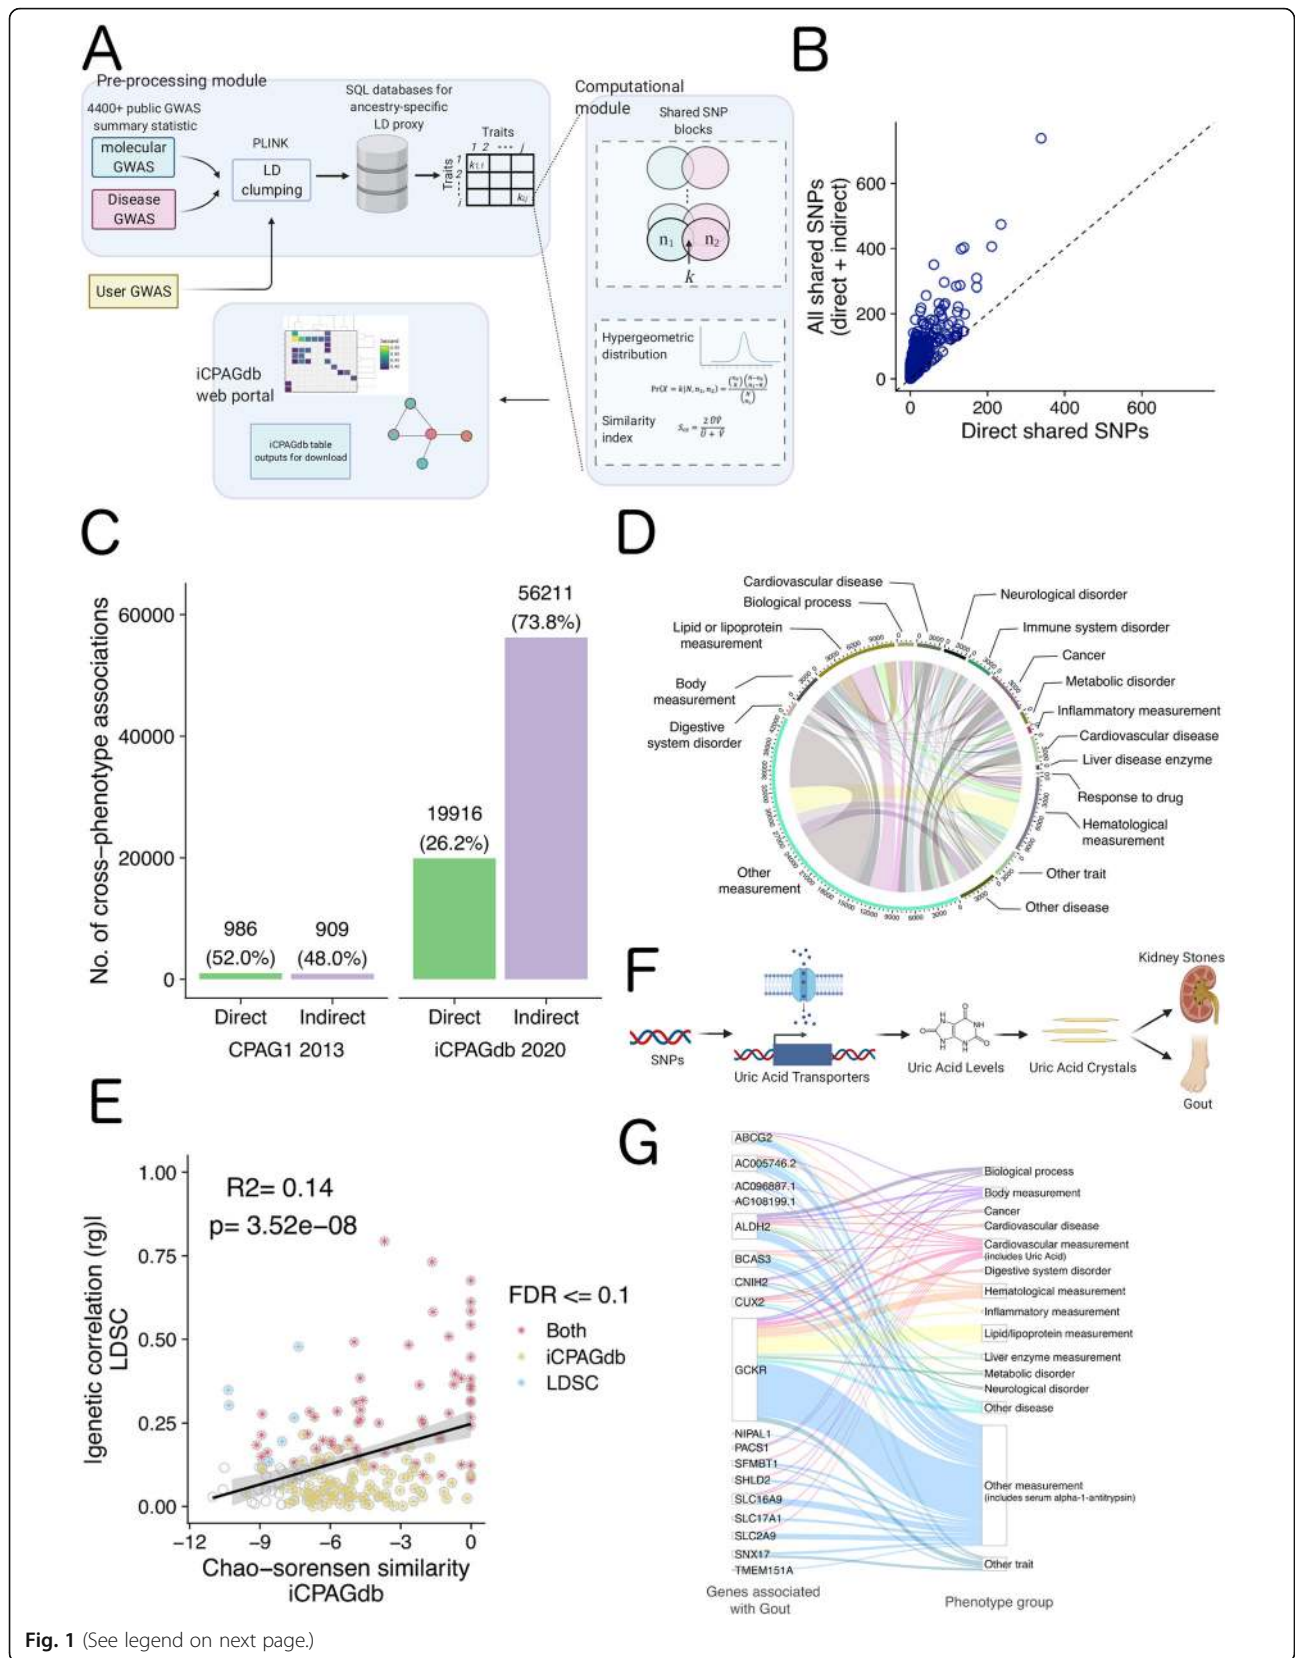 A
Pre-processing module
4400+ public GWAS
summary statistic
molecular
GWAS
Disease
GWAS
PLINK
LD
clumping
SQL databases for
ancestry-specific
LD proxy
Traits
1 2 ··· j
Traits
1
2
j
User GWAS
Computational
module
Shared SNP
blocks
n₁ n₂
k
Hypergeometric
distribution
Similarity
index
iCPAGdb
web portal
iCPAGdb table
outputs for download
B
All shared SNPs
(direct + indirect)
600
400
200
0
0 200 400 600
Direct shared SNPs
C
No. of cross-phenotype associations
60000
40000
20000
0
986
(52.0%)
909
(48.0%)
19916
(26.2%)
56211
(73.8%)
Direct Indirect Direct Indirect
CPAG1 2013 iCPAGdb 2020
D
Cardiovascular disease
Biological process
Lipid or lipoprotein
measurement
Body
measurement
Digestive
system disorder
Other
measurement
Neurological disorder
Immune system disorder
Cancer
Metabolic disorder
Inflammatory measurement
Cardiovascular disease
Liver disease enzyme
Response to drug
Hematological
measurement
Other trait
Other disease
E
|genetic correlation (rg)|
LDSC
1.00
0.75
0.50
0.25
0.00
R2= 0.14
p= 3.52e-08
FDR <= 0.1
Both
iCPAGdb
LDSC
-12 -9 -6 -3 0
Chao-sorensen similarity
iCPAGdb
F
SNPs
Uric Acid Transporters
Uric Acid Levels
Uric Acid Crystals
Kidney Stones
Gout
G
ABCG2
AC005746.2
AC096887.1
AC108199.1
ALDH2
BCAS3
CNIH2
CUX2
GCKR
NIPAL1
PACS1
SFMBT1
SHLD2
SLC16A9
SLC17A1
SLC2A9
SNX17
TMEM151A
Genes associated
with Gout
Biological process
Body measurement
Cancer
Cardiovascular disease
Cardiovascular measurement
(includes Uric Acid)
Digestive system disorder
Hematological measurement
Inflammatory measurement
Lipid/lipoprotein measurement
Liver enzyme measurement
Metabolic disorder
Neurological disorder
Other disease
Other measurement
(includes serum alpha-1-antitrypsin)
Other trait
Phenotype group
Fig. 1 (See legend on next page.)